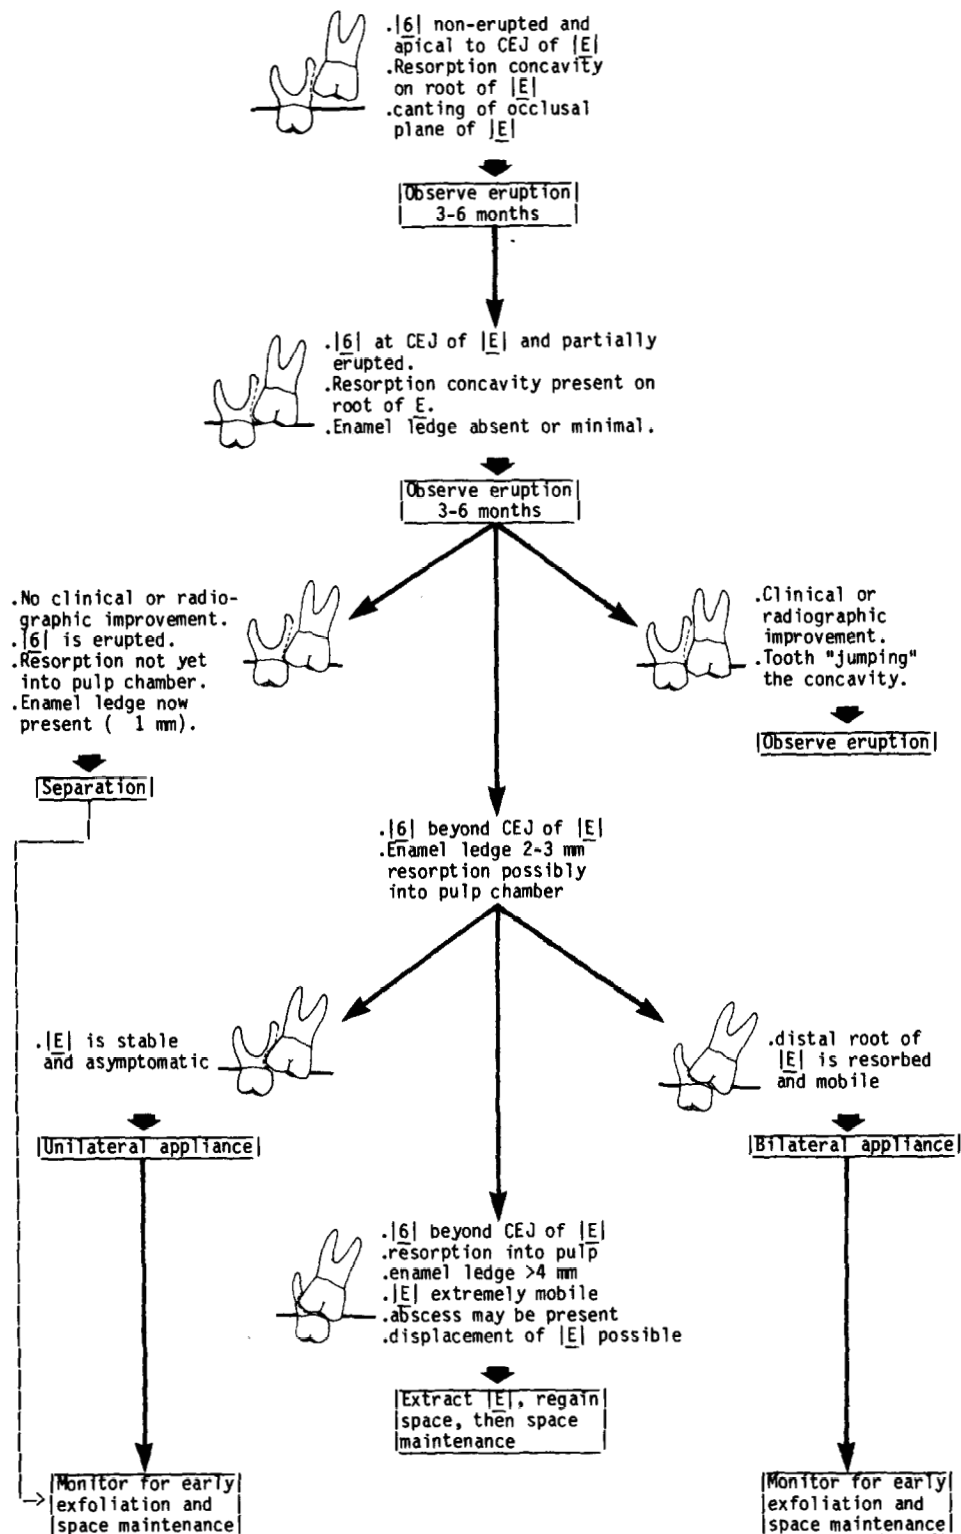 .|6| non-erupted and
apical to CEJ of |E|
.Resorption concavity
on root of |E|
.canting of occlusal
plane of |E|
|Observe eruption|
| 3-6 months |
.|6| at CEJ of |E| and partially
erupted.
.Resorption concavity present on
root of E.
.Enamel ledge absent or minimal.
|Observe eruption|
| 3-6 months |
.No clinical or radio-
graphic improvement.
.|6| is erupted.
.Resorption not yet
into pulp chamber.
.Enamel ledge now
present ( 1 mm).
|Separation|
.Clinical or
radiographic
improvement.
.Tooth "jumping"
the concavity.
|Observe eruption|
.|6| beyond CEJ of |E|
.Enamel ledge 2-3 mm
resorption possibly
into pulp chamber
.|E| is stable
and asymptomatic
|Unilateral appliance|
.distal root of
|E| is resorbed
and mobile
|Bilateral appliance|
.|6| beyond CEJ of |E|
.resorption into pulp
.enamel ledge >4 mm
.|E| extremely mobile
.abscess may be present
.displacement of |E| possible
|Extract |E|, regain|
|space, then space |
|maintenance |
|Monitor for early|
|exfoliation and |
|space maintenance|
|Monitor for early|
|exfoliation and |
|space maintenance|